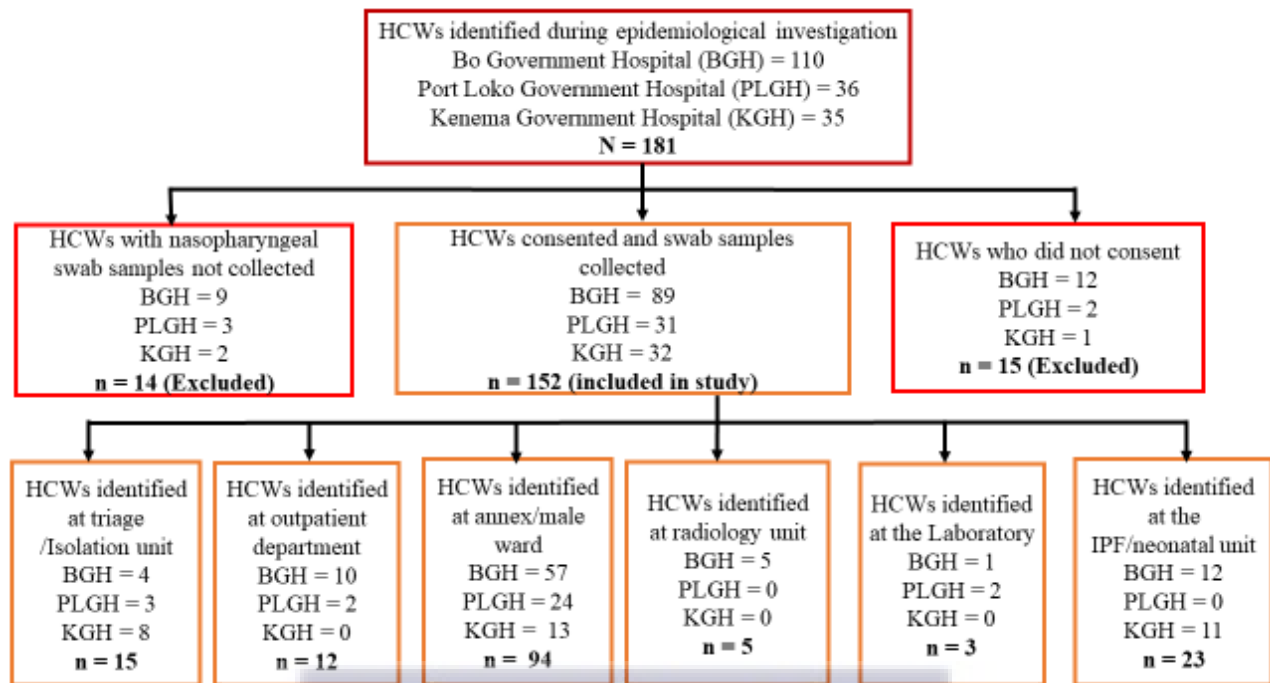 HCWs identified during epidemiological investigation
Bo Government Hospital (BGH) = 110
Port Loko Government Hospital (PLGH) = 36
Kenema Government Hospital (KGH) = 35
N = 181
HCWs with nasopharyngeal
swab samples not collected
BGH = 9
PLGH = 3
KGH = 2
n = 14 (Excluded)
HCWs consented and swab samples
collected
BGH = 89
PLGH = 31
KGH = 32
n = 152 (included in study)
HCWs who did not consent
BGH = 12
PLGH = 2
KGH = 1
n = 15 (Excluded)
HCWs identified
at triage
/Isolation unit
BGH = 4
PLGH = 3
KGH = 8
n = 15
HCWs identified
at outpatient
department
BGH = 10
PLGH = 2
KGH = 0
n = 12
HCWs identified
at annex/male
ward
BGH = 57
PLGH = 24
KGH = 13
n = 94
HCWs identified
at radiology unit
BGH = 5
PLGH = 0
KGH = 0
n = 5
HCWs identified
at the Laboratory
BGH = 1
PLGH = 2
KGH = 0
n = 3
HCWs identified
at the
IPF/neonatal unit
BGH = 12
PLGH = 0
KGH = 11
n = 23